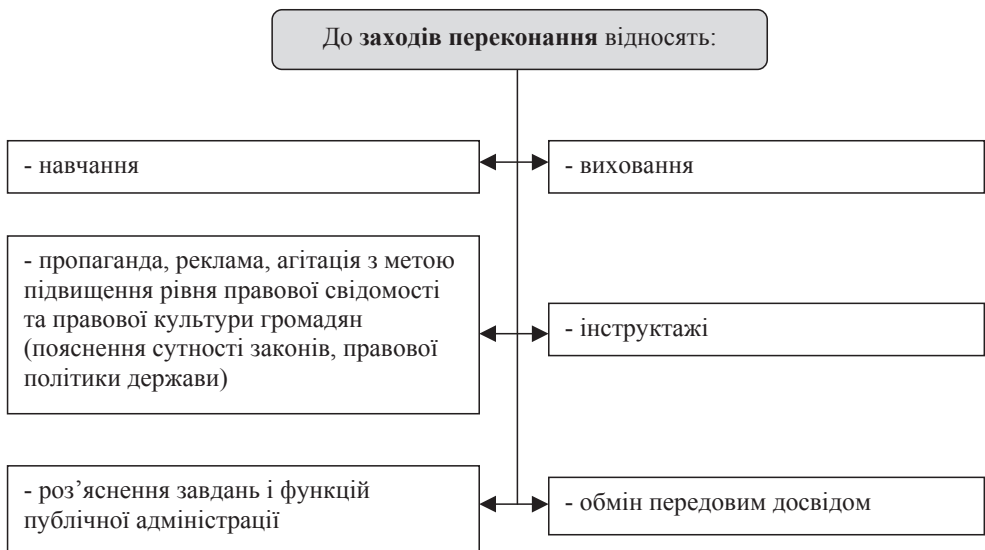 До заходів переконання відносять:
- навчання
- виховання
- пропаганда, реклама, агітація з метою
підвищення рівня правової свідомості
та правової культури громадян
(пояснення сутності законів, правової
політики держави)
- інструктажі
- роз’яснення завдань і функцій
публічної адміністрації
- обмін передовим досвідом